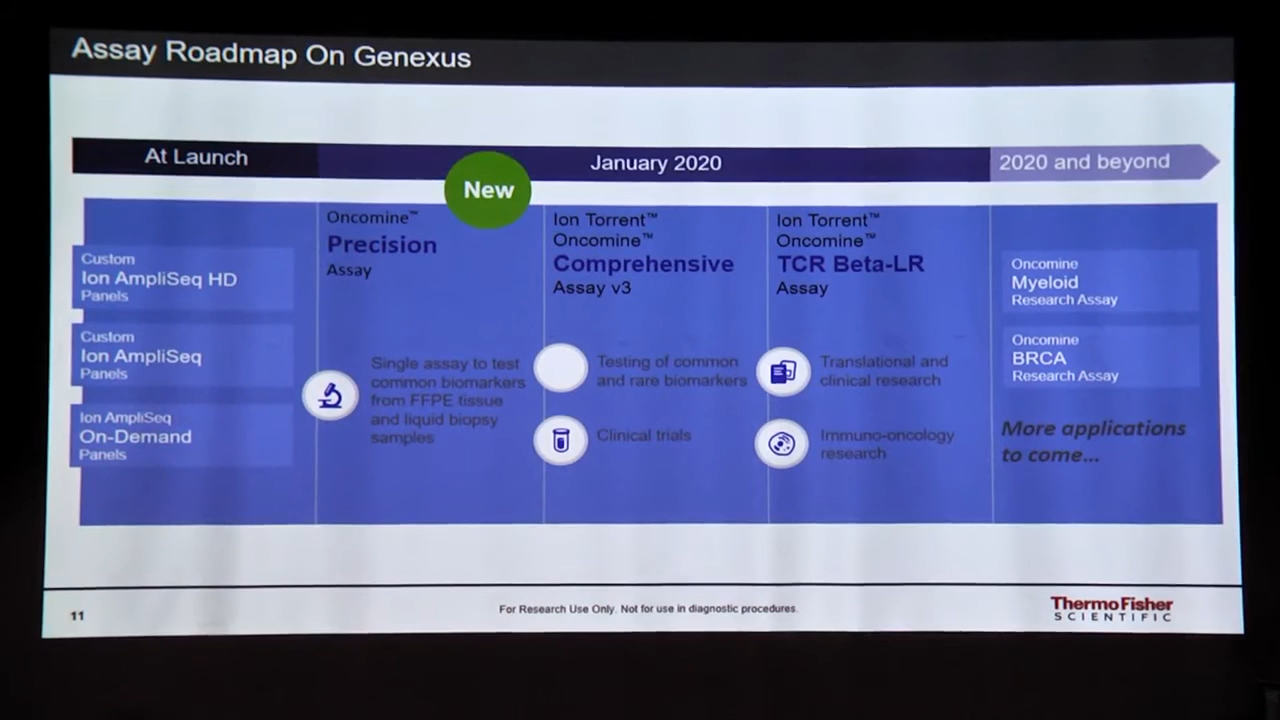 Assay Roadmap On Genexus
At Launch
January 2020
2020 and beyond
New
Custom
Ion AmpliSeq HD
Panels
Custom
Ion AmpliSeq
Panels
Ion AmpliSeq
On-Demand
Panels
Oncomine™
Precision
Assay
Single assay to test
common biomarkers
from FFPE tissue
and liquid biopsy
samples
Ion Torrent™
Oncomine™
Comprehensive
Assay v3
Testing of common
and rare biomarkers
Clinical trials
Ion Torrent™
Oncomine™
TCR Beta-LR
Assay
Translational and
clinical research
Immuno-oncology
research
Oncomine
Myeloid
Research Assay
Oncomine
BRCA
Research Assay
More applications
to come...
11
For Research Use Only. Not for use in diagnostic procedures.
ThermoFisher
SCIENTIFIC